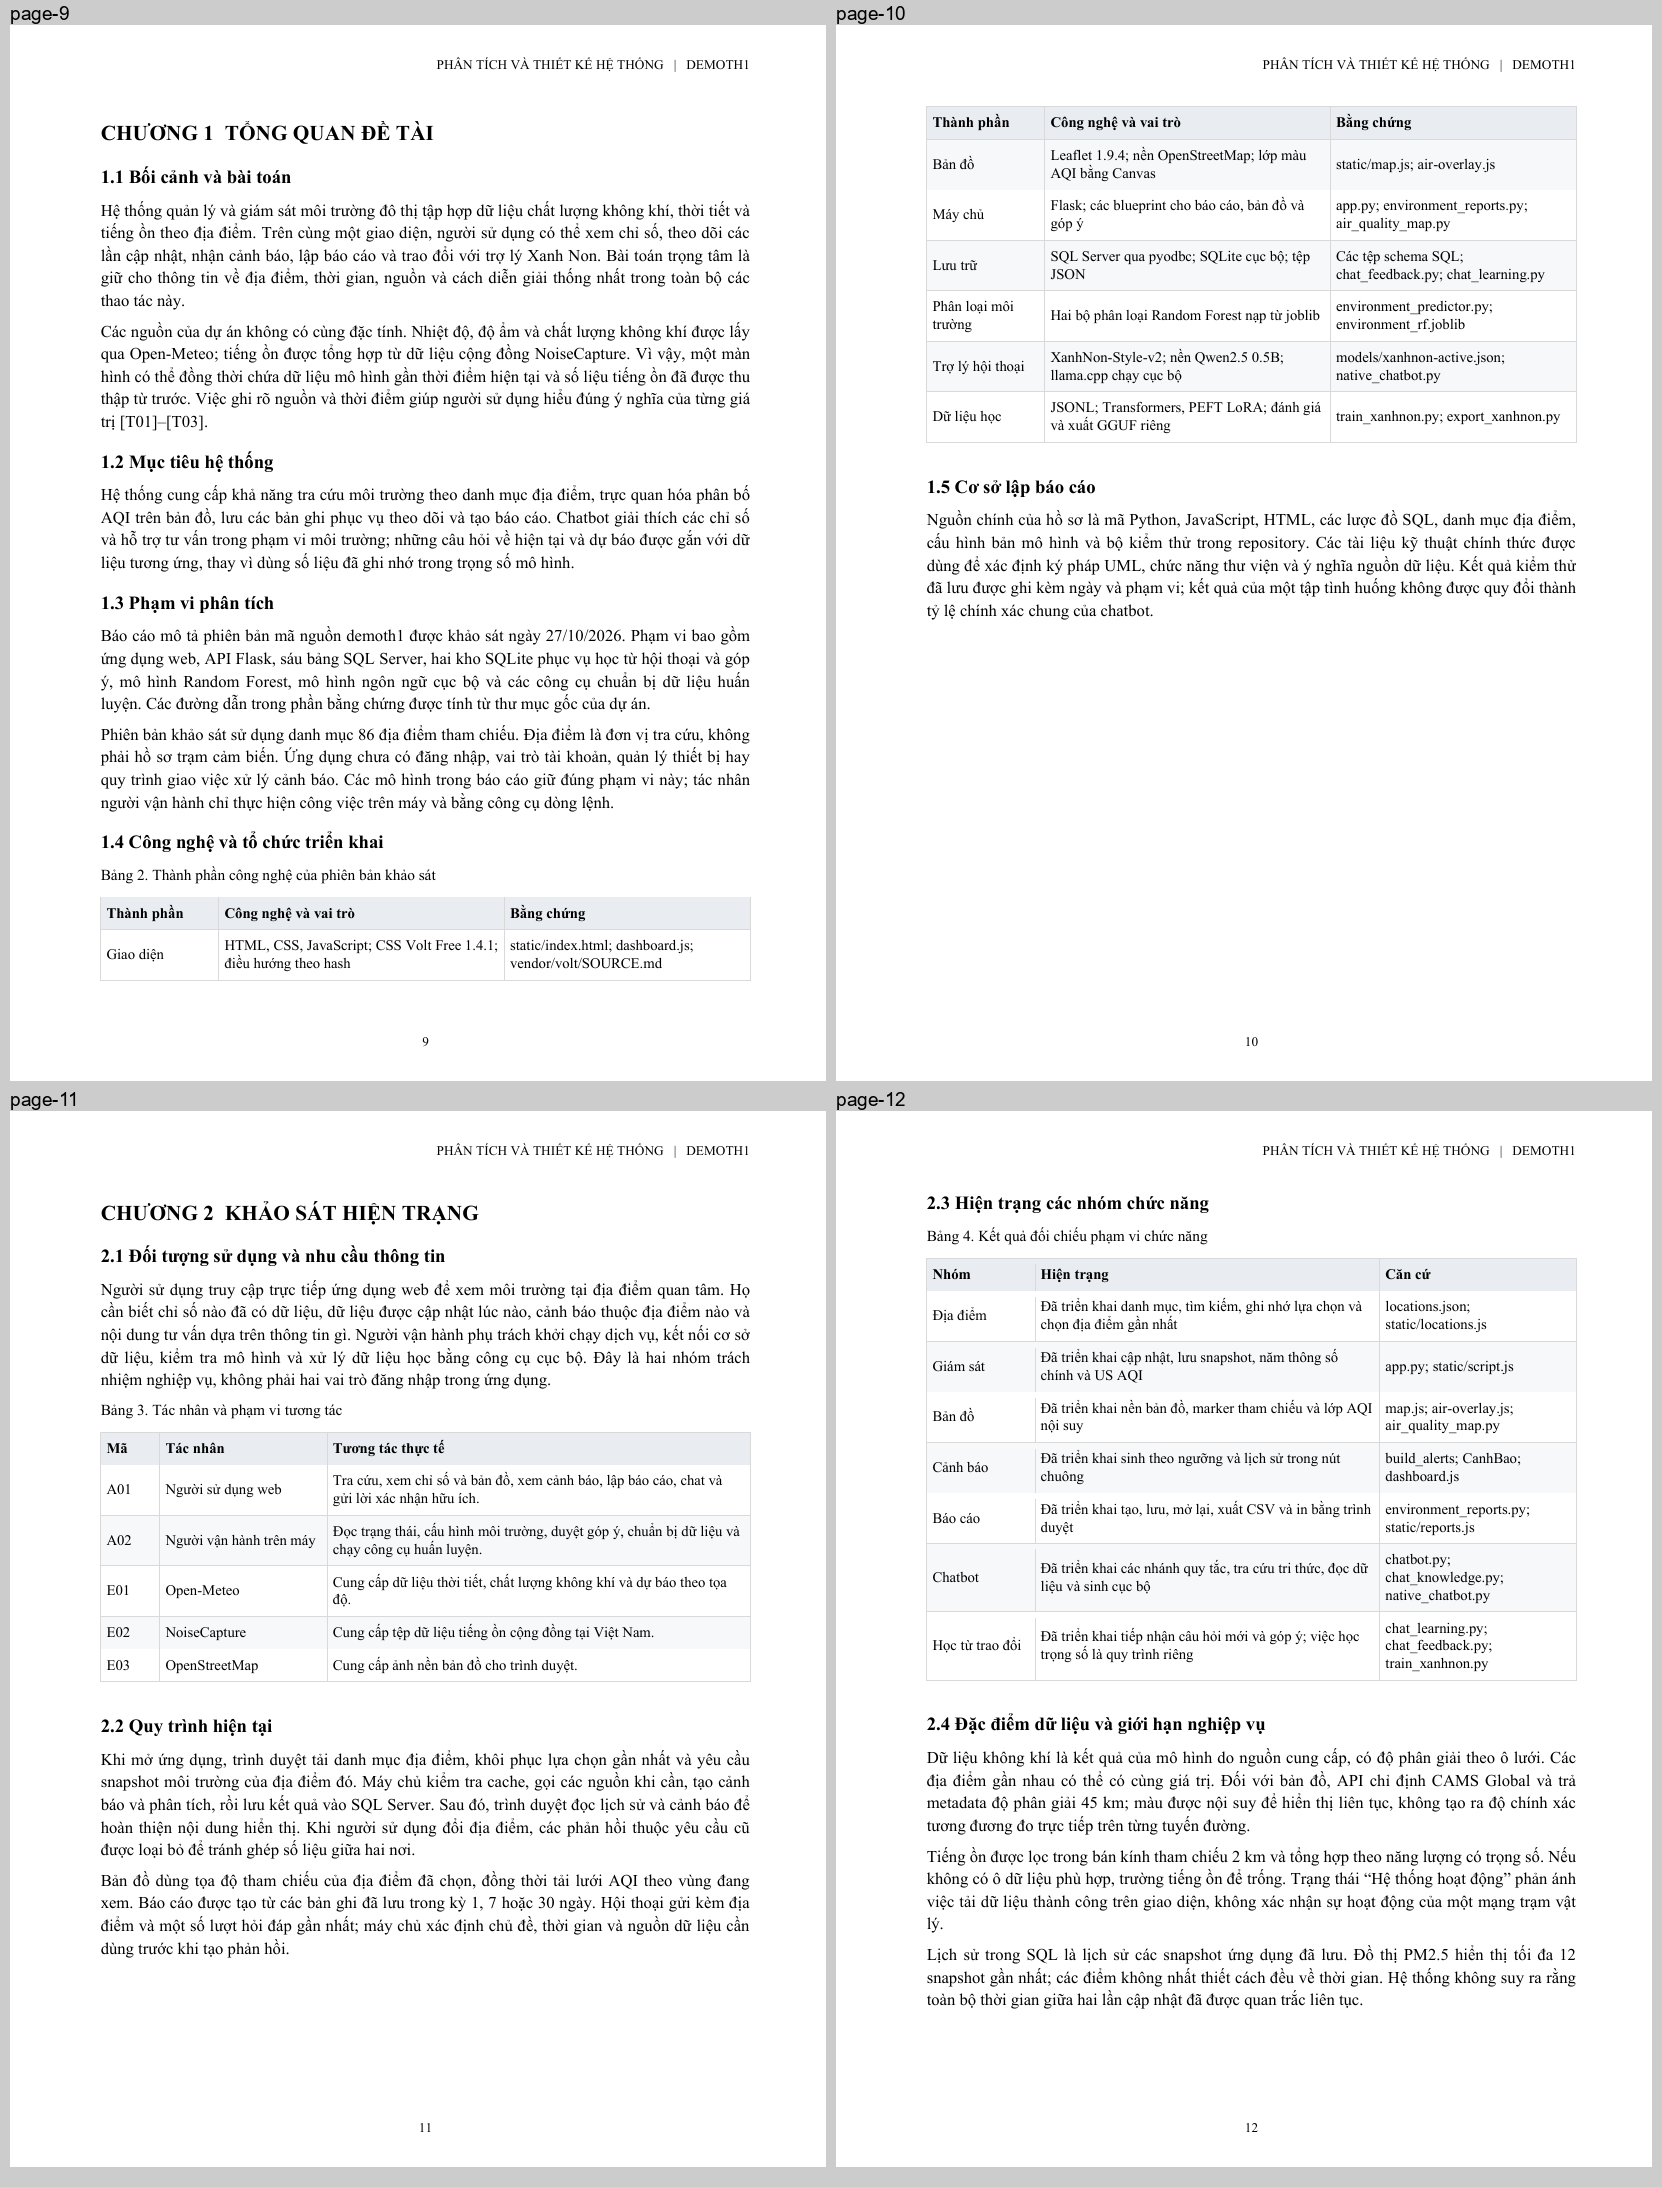 page-9
PHÂN TÍCH VÀ THIẾT KẾ HỆ THỐNG | DEMOTH1
CHƯƠNG 1 TỔNG QUAN ĐỀ TÀI
1.1 Bối cảnh và bài toán
Hệ thống quản lý và giám sát môi trường đô thị tập hợp dữ liệu chất lượng không khí, thời tiết và
tiếng ồn theo địa điểm. Trên cùng một giao diện, người sử dụng có thể xem chỉ số, theo dõi các
lần cập nhật, nhận cảnh báo, lập báo cáo và trao đổi với trợ lý Xanh Non. Bài toán trọng tâm là
giữ cho thông tin về địa điểm, thời gian, nguồn và cách diễn giải thống nhất trong toàn bộ các
thao tác này.
Các nguồn của dự án không có cùng đặc tính. Nhiệt độ, độ ẩm và chất lượng không khí được lấy
qua Open-Meteo; tiếng ồn được tổng hợp từ dữ liệu cộng đồng NoiseCapture. Vì vậy, một màn
hình có thể đồng thời chứa dữ liệu mô hình gần thời điểm hiện tại và số liệu tiếng ồn đã được thu
thập từ trước. Việc ghi rõ nguồn và thời điểm giúp người sử dụng hiểu đúng ý nghĩa của từng giá
trị [T01]–[T03].
1.2 Mục tiêu hệ thống
Hệ thống cung cấp khả năng tra cứu môi trường theo danh mục địa điểm, trực quan hóa phân bố
AQI trên bản đồ, lưu các bản ghi phục vụ theo dõi và tạo báo cáo. Chatbot giải thích các chỉ số
và hỗ trợ tư vấn trong phạm vi môi trường; những câu hỏi về hiện tại và dự báo được gắn với dữ
liệu tương ứng, thay vì dùng số liệu đã ghi nhớ trong trọng số mô hình.
1.3 Phạm vi phân tích
Báo cáo mô tả phiên bản mã nguồn demoth1 được khảo sát ngày 27/10/2026. Phạm vi bao gồm
ứng dụng web, API Flask, sáu bảng SQL Server, hai kho SQLite phục vụ học từ hội thoại và góp
ý, mô hình Random Forest, mô hình ngôn ngữ cục bộ và các công cụ chuẩn bị dữ liệu huấn
luyện. Các đường dẫn trong phần bằng chứng được tính từ thư mục gốc của dự án.
Phiên bản khảo sát sử dụng danh mục 86 địa điểm tham chiếu. Địa điểm là đơn vị tra cứu, không
phải hồ sơ trạm cảm biến. Ứng dụng chưa có đăng nhập, vai trò tài khoản, quản lý thiết bị hay
quy trình giao việc xử lý cảnh báo. Các mô hình trong báo cáo giữ đúng phạm vi này; tác nhân
người vận hành chỉ thực hiện công việc trên máy và bằng công cụ dòng lệnh.
1.4 Công nghệ và tổ chức triển khai
Bảng 2. Thành phần công nghệ của phiên bản khảo sát
Thành phần Công nghệ và vai trò Bằng chứng
Giao diện HTML, CSS, JavaScript; CSS Volt Free 1.4.1; static/index.html; dashboard.js;
điều hướng theo hash vendor/volt/SOURCE.md
9
page-10
PHÂN TÍCH VÀ THIẾT KẾ HỆ THỐNG | DEMOTH1
Thành phần Công nghệ và vai trò Bằng chứng
Bản đồ Leaflet 1.9.4; nền OpenStreetMap; lớp màu static/map.js; air-overlay.js
AQI bằng Canvas
Máy chủ Flask; các blueprint cho báo cáo, bản đồ và app.py; environment_reports.py;
góp ý air_quality_map.py
Lưu trữ SQL Server qua pyodbc; SQLite cục bộ; tệp Các tệp schema SQL;
JSON chat_feedback.py; chat_learning.py
Phân loại môi Hai bộ phân loại Random Forest nạp từ joblib environment_predictor.py;
trường environment_rf.joblib
Trợ lý hội thoại XanhNon-Style-v2; nền Qwen2.5 0.5B; models/xanhnon-active.json;
llama.cpp chạy cục bộ native_chatbot.py
Dữ liệu học JSONL; Transformers, PEFT LoRA; đánh giá train_xanhnon.py; export_xanhnon.py
và xuất GGUF riêng
1.5 Cơ sở lập báo cáo
Nguồn chính của hồ sơ là mã Python, JavaScript, HTML, các lược đồ SQL, danh mục địa điểm,
cấu hình bản mô hình và bộ kiểm thử trong repository. Các tài liệu kỹ thuật chính thức được
dùng để xác định ký pháp UML, chức năng thư viện và ý nghĩa nguồn dữ liệu. Kết quả kiểm thử
đã lưu được ghi kèm ngày và phạm vi; kết quả của một tập tình huống không được quy đổi thành
tỷ lệ chính xác chung của chatbot.
10
page-11
PHÂN TÍCH VÀ THIẾT KẾ HỆ THỐNG | DEMOTH1
CHƯƠNG 2 KHẢO SÁT HIỆN TRẠNG
2.1 Đối tượng sử dụng và nhu cầu thông tin
Người sử dụng truy cập trực tiếp ứng dụng web để xem môi trường tại địa điểm quan tâm. Họ
cần biết chỉ số nào đã có dữ liệu, dữ liệu được cập nhật lúc nào, cảnh báo thuộc địa điểm nào và
nội dung tư vấn dựa trên thông tin gì. Người vận hành phụ trách khởi chạy dịch vụ, kết nối cơ sở
dữ liệu, kiểm tra mô hình và xử lý dữ liệu học bằng công cụ cục bộ. Đây là hai nhóm trách
nhiệm nghiệp vụ, không phải hai vai trò đăng nhập trong ứng dụng.
Bảng 3. Tác nhân và phạm vi tương tác
Mã Tác nhân Tương tác thực tế
A01 Người sử dụng web Tra cứu, xem chỉ số và bản đồ, xem cảnh báo, lập báo cáo, chat và
gửi lời xác nhận hữu ích.
A02 Người vận hành trên máy Đọc trạng thái, cấu hình môi trường, duyệt góp ý, chuẩn bị dữ liệu và
chạy công cụ huấn luyện.
E01 Open-Meteo Cung cấp dữ liệu thời tiết, chất lượng không khí và dự báo theo tọa
độ.
E02 NoiseCapture Cung cấp tệp dữ liệu tiếng ồn cộng đồng tại Việt Nam.
E03 OpenStreetMap Cung cấp ảnh nền bản đồ cho trình duyệt.
2.2 Quy trình hiện tại
Khi mở ứng dụng, trình duyệt tải danh mục địa điểm, khôi phục lựa chọn gần nhất và yêu cầu
snapshot môi trường của địa điểm đó. Máy chủ kiểm tra cache, gọi các nguồn khi cần, tạo cảnh
báo và phân tích, rồi lưu kết quả vào SQL Server. Sau đó, trình duyệt đọc lịch sử và cảnh báo để
hoàn thiện nội dung hiển thị. Khi người sử dụng đổi địa điểm, các phản hồi thuộc yêu cầu cũ
được loại bỏ để tránh ghép số liệu giữa hai nơi.
Bản đồ dùng tọa độ tham chiếu của địa điểm đã chọn, đồng thời tải lưới AQI theo vùng đang
xem. Báo cáo được tạo từ các bản ghi đã lưu trong kỳ 1, 7 hoặc 30 ngày. Hội thoại gửi kèm địa
điểm và một số lượt hỏi đáp gần nhất; máy chủ xác định chủ đề, thời gian và nguồn dữ liệu cần
dùng trước khi tạo phản hồi.
11
page-12
PHÂN TÍCH VÀ THIẾT KẾ HỆ THỐNG | DEMOTH1
2.3 Hiện trạng các nhóm chức năng
Bảng 4. Kết quả đối chiếu phạm vi chức năng
Nhóm Hiện trạng Căn cứ
Địa điểm Đã triển khai danh mục, tìm kiếm, ghi nhớ lựa chọn và locations.json;
chọn địa điểm gần nhất static/locations.js
Giám sát Đã triển khai cập nhật, lưu snapshot, năm thông số app.py; static/script.js
chính và US AQI
Bản đồ Đã triển khai nền bản đồ, marker tham chiếu và lớp AQI map.js; air-overlay.js;
nội suy air_quality_map.py
Cảnh báo Đã triển khai sinh theo ngưỡng và lịch sử trong nút build_alerts; CanhBao;
chuông dashboard.js
Báo cáo Đã triển khai tạo, lưu, mở lại, xuất CSV và in bằng trình environment_reports.py;
duyệt static/reports.js
Chatbot Đã triển khai các nhánh quy tắc, tra cứu tri thức, đọc dữ chatbot.py;
liệu và sinh cục bộ chat_knowledge.py;
native_chatbot.py
Học từ trao đổi Đã triển khai tiếp nhận câu hỏi mới và góp ý; việc học chat_learning.py;
trọng số là quy trình riêng chat_feedback.py;
train_xanhnon.py
2.4 Đặc điểm dữ liệu và giới hạn nghiệp vụ
Dữ liệu không khí là kết quả của mô hình do nguồn cung cấp, có độ phân giải theo ô lưới. Các
địa điểm gần nhau có thể có cùng giá trị. Đối với bản đồ, API chỉ định CAMS Global và trả
metadata độ phân giải 45 km; màu được nội suy để hiển thị liên tục, không tạo ra độ chính xác
tương đương đo trực tiếp trên từng tuyến đường.
Tiếng ồn được lọc trong bán kính tham chiếu 2 km và tổng hợp theo năng lượng có trọng số. Nếu
không có ô dữ liệu phù hợp, trường tiếng ồn để trống. Trạng thái “Hệ thống hoạt động” phản ánh
việc tải dữ liệu thành công trên giao diện, không xác nhận sự hoạt động của một mạng trạm vật
lý.
Lịch sử trong SQL là lịch sử các snapshot ứng dụng đã lưu. Đồ thị PM2.5 hiển thị tối đa 12
snapshot gần nhất; các điểm không nhất thiết cách đều về thời gian. Hệ thống không suy ra rằng
toàn bộ thời gian giữa hai lần cập nhật đã được quan trắc liên tục.
12